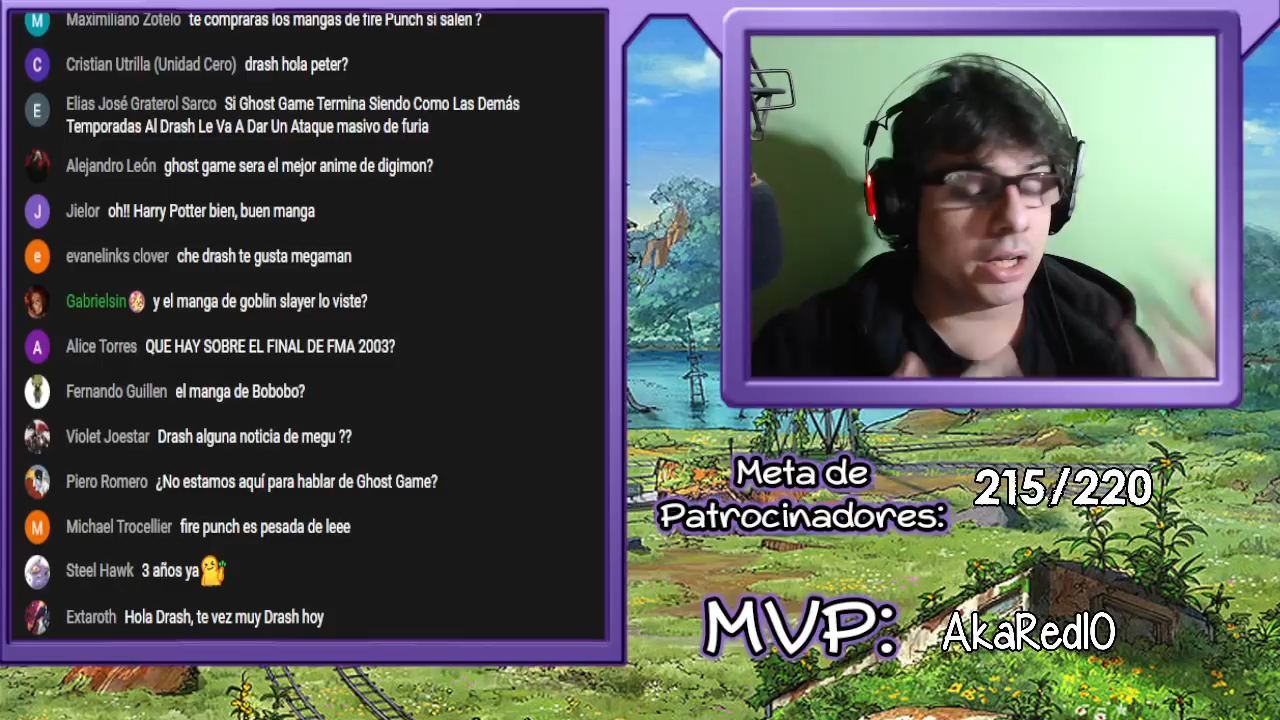 M Maximiliano Zotelo te compraras los mangas de fire Punch si salen ?
C Cristian Utrilla (Unidad Cero) drash hola peter?
E Elias José Graterol Sarco Si Ghost Game Termina Siendo Como Las Demás
Temporadas Al Drash Le Va A Dar Un Ataque masivo de furia
Alejandro León ghost game sera el mejor anime de digimon?
J Jielor oh!! Harry Potter bien, buen manga
e evanelinks clover che drash te gusta megaman
Gabrielsin y el manga de goblin slayer lo viste?
A Alice Torres QUE HAY SOBRE EL FINAL DE FMA 2003?
Fernando Guillen el manga de Bobobo?
Violet Joestar Drash alguna noticia de megu ??
Piero Romero ¿No estamos aquí para hablar de Ghost Game?
M Michael Trocellier fire punch es pesada de leee
Steel Hawk 3 años ya
Extaroth Hola Drash, te vez muy Drash hoy
Meta de
Patrocinadores: 215/220
MVP: AkaRed10